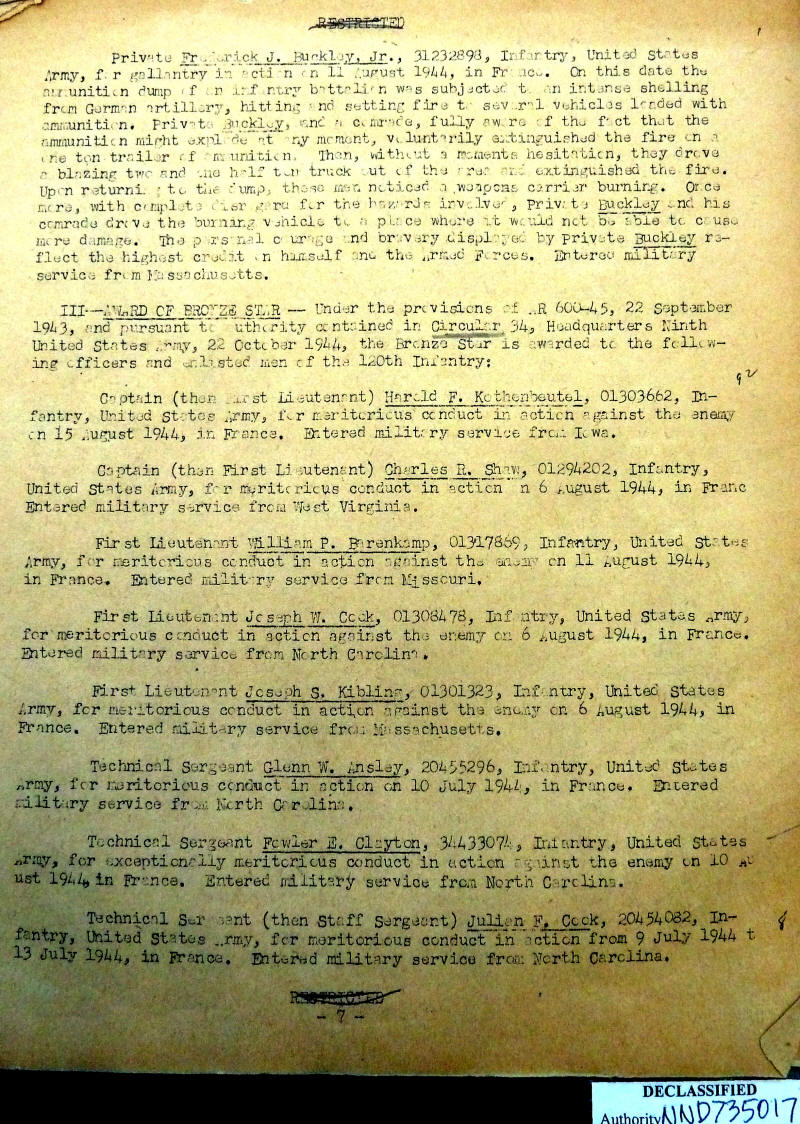 RESTRICTED
Private Frederick J. Buckley, Jr., 31232898, Infantry, United States
Army, for gallantry in action on 11 August 1944, in France. On this date the
ammunition dump of an infantry battalion was subjected to an intense shelling
from German artillery, hitting and setting fire to several vehicles loaded with
ammunition. Private Buckley, and a comrade, fully aware of the fact that the
ammunition might explode at any moment, voluntarily extinguished the fire on a
one ton trailer of ammunition. Then, without a moments hesitation, they drove
a blazing two and one half ton truck out of the area and extinguished the fire.
Upon returning to the dump, these men noticed a weapons carrier burning. Once
more, with complete disregard for the hazards involved, Private Buckley and his
comrade drove the burning vehicle to a place where it would not be able to cause
more damage. The personal courage and bravery displayed by Private Buckley re-
flect the highest credit on himself and the Armed Forces. Entered military
service from Massachusetts.
III--AWARD OF BRONZE STAR -- Under the provisions of AR 600-45, 22 September
1943, and pursuant to authority contained in Circular 34, Headquarters Ninth
United States Army, 22 October 1944, the Bronze Star is awarded to the follow-
ing officers and enlisted men of the 120th Infantry:
Captain (then First Lieutenant) Harold F. Kothenbeutel, 01303662, In-
fantry, United States Army, for meritorious conduct in action against the enemy
on 15 August 1944, in France. Entered military service from Iowa.
Captain (then First Lieutenant) Charles R. Shaw, 01294202, Infantry,
United States Army, for meritorious conduct in action on 6 August 1944, in Franc
Entered military service from West Virginia.
First Lieutenant William P. Barenkamp, 01317869, Infantry, United States
Army, for meritorious conduct in action against the enemy on 11 August 1944,
in France. Entered military service from Missouri.
First Lieutenant Joseph W. Cook, 01308478, Infantry, United States Army,
for meritorious conduct in action against the enemy on 6 August 1944, in France.
Entered military service from North Carolina.
First Lieutenant Joseph S. Kibling, 01301323, Infantry, United States
Army, for meritorious conduct in action against the enemy on 6 August 1944, in
France. Entered military service from Massachusetts.
Technical Sergeant Glenn W. Ansley, 20455296, Infantry, United States
Army, for meritorious conduct in action on 10 July 1944, in France. Entered
military service from North Carolina.
Technical Sergeant Fowler E. Clayton, 34433074, Infantry, United States
Army, for exceptionally meritorious conduct in action against the enemy on 10 Au
ust 1944, in France. Entered military service from North Carolina.
Technical Sergeant (then Staff Sergeant) Julian F. Cock, 20454082, In-
fantry, United States Army, for meritorious conduct in action from 9 July 1944 t
13 July 1944, in France. Entered military service from North Carolina.
RESTRICTED
- 7 -
DECLASSIFIED
Authority NND735017